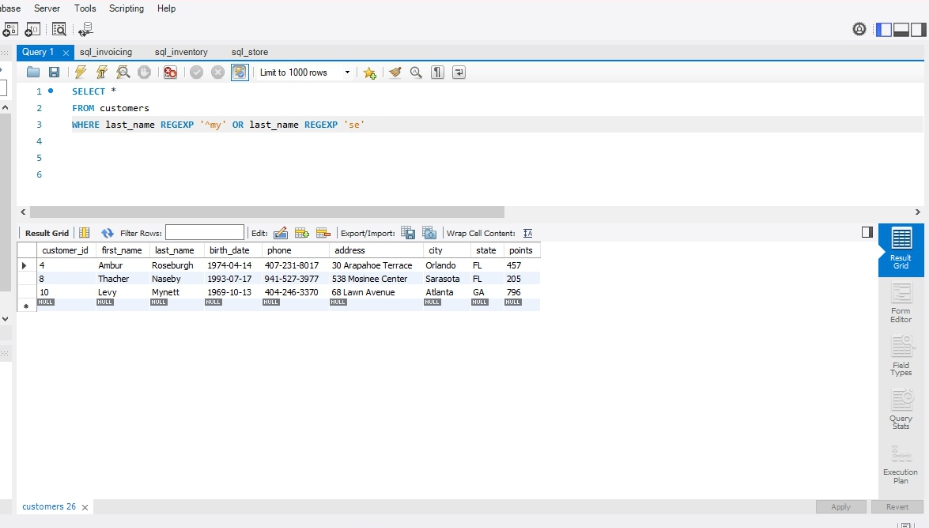 base Server Tools Scripting Help
Query 1 × sql_invoicing sql_inventory sql_store
Limit to 1000 rows
1 SELECT *
2 FROM customers
3 WHERE last_name REGEXP '^my' OR last_name REGEXP 'se'
4
5
6
Result Grid Filter Rows: Edit: Export/Import: Wrap Cell Content: IA
customer_id first_name last_name birth_date phone address city state points
4 Ambur Roseburgh 1974-04-14 407-231-8017 30 Arapahoe Terrace Orlando FL 457
8 Thacher Naseby 1993-07-17 941-527-3977 538 Mosinee Center Sarasota FL 205
10 Levy Mynett 1969-10-13 404-246-3370 68 Lawn Avenue Atlanta GA 796
NULL NULL NULL NULL NULL NULL NULL NULL NULL
Result
Grid
Form
Editor
Field
Types
Query
Stats
Execution
Plan
customers 26 ×
Apply Revert